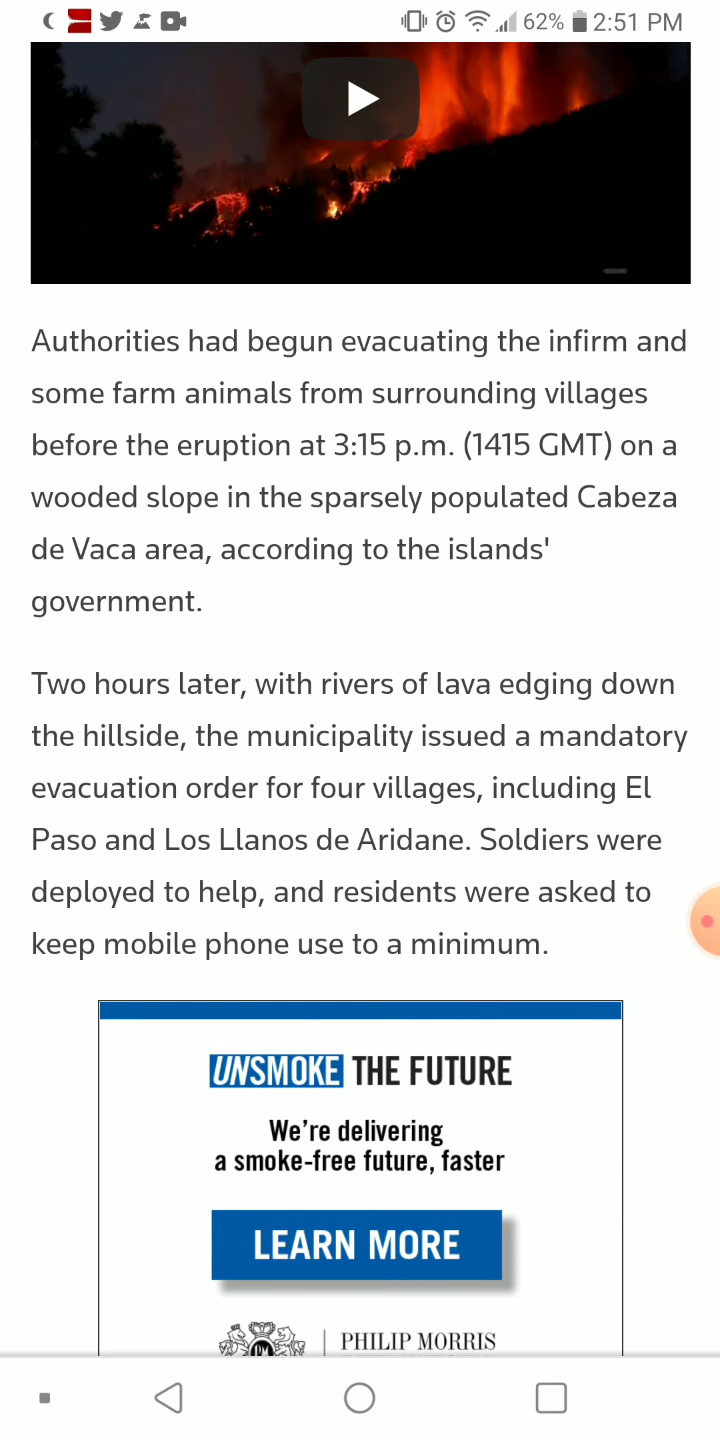 62% 2:51 PM
Authorities had begun evacuating the infirm and
some farm animals from surrounding villages
before the eruption at 3:15 p.m. (1415 GMT) on a
wooded slope in the sparsely populated Cabeza
de Vaca area, according to the islands'
government.
Two hours later, with rivers of lava edging down
the hillside, the municipality issued a mandatory
evacuation order for four villages, including El
Paso and Los Llanos de Aridane. Soldiers were
deployed to help, and residents were asked to
keep mobile phone use to a minimum.
UNSMOKE THE FUTURE
We're delivering
a smoke-free future, faster
LEARN MORE
PM PHILIP MORRIS